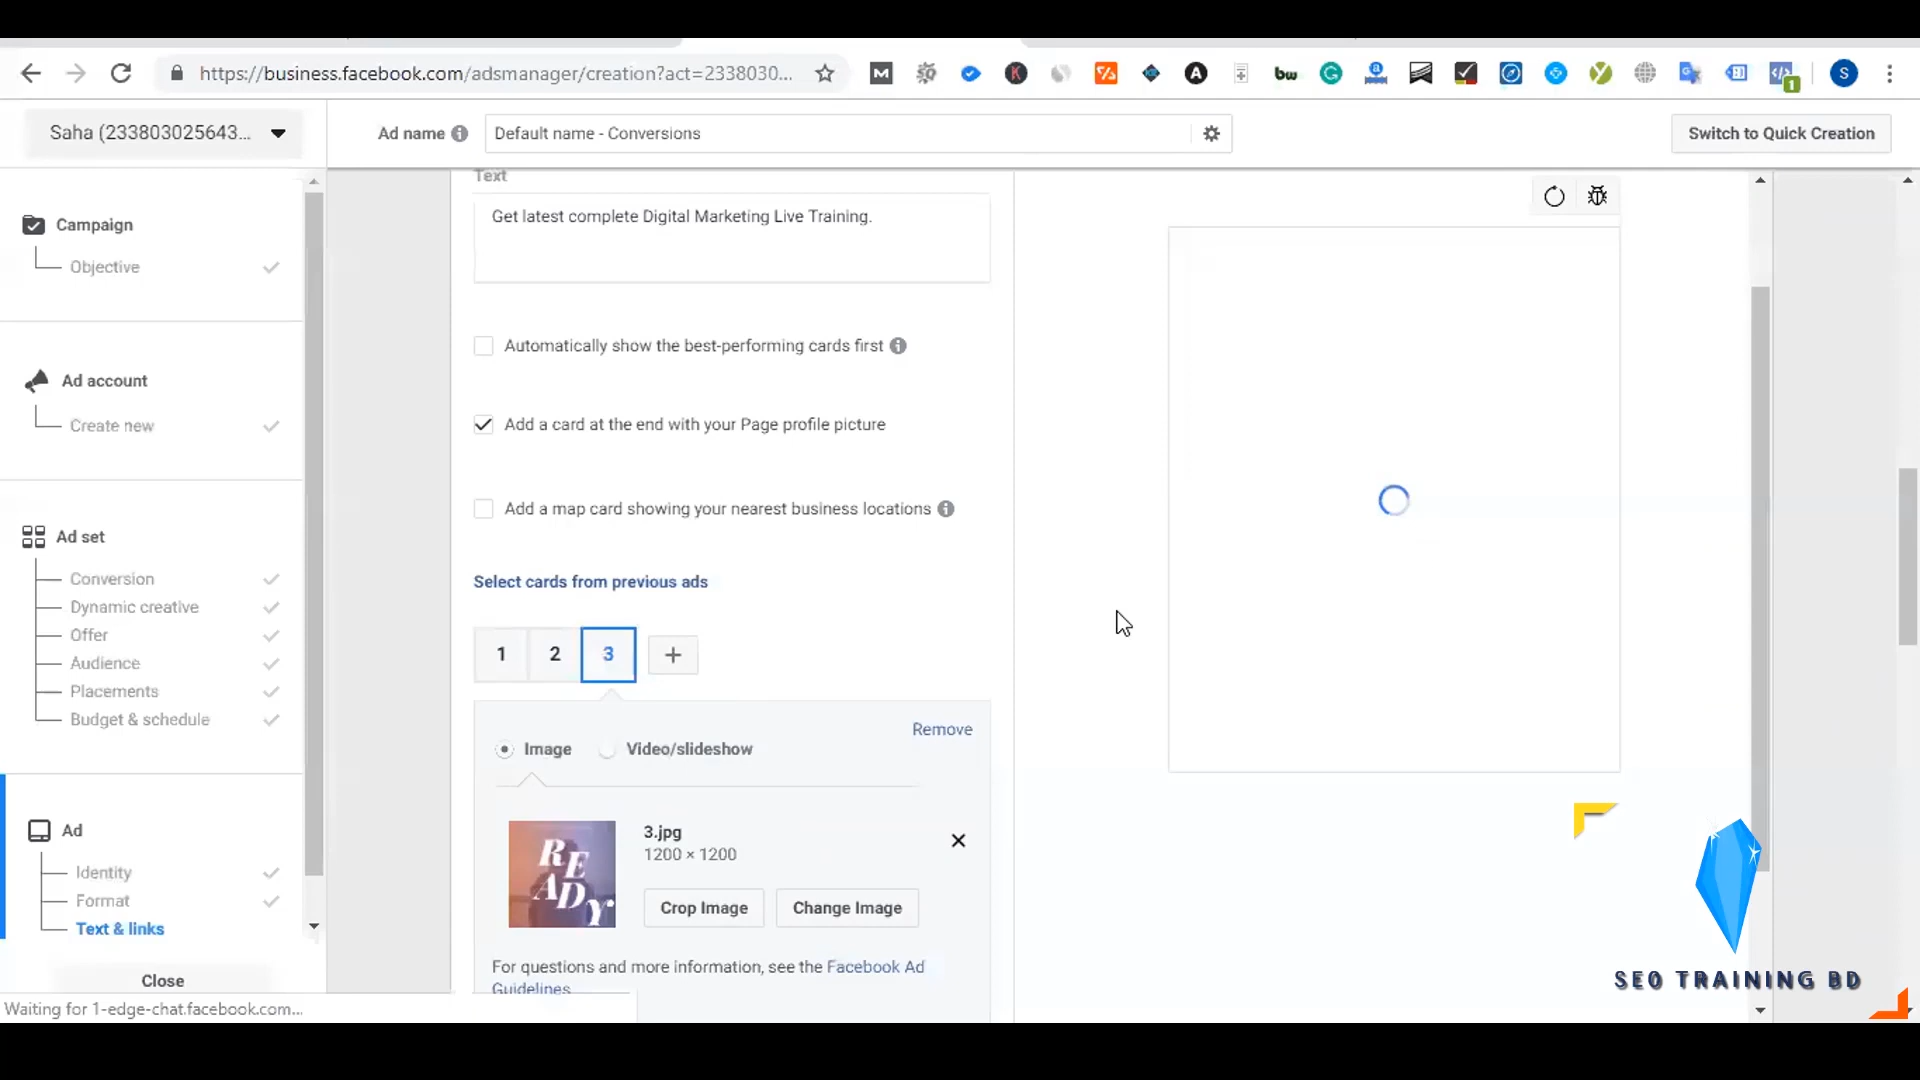 https://business.facebook.com/adsmanager/creation?act=2338030...
M
K
A
bw
G
a
y
1
S
Saha (233803025643...
Ad name
Default name - Conversions
Switch to Quick Creation
Campaign
Objective
Ad account
Create new
Ad set
Conversion
Dynamic creative
Offer
Audience
Placements
Budget & schedule
Ad
Identity
Format
Text & links
Close
Waiting for 1-edge-chat.facebook.com...
Text
Get latest complete Digital Marketing Live Training.
Automatically show the best-performing cards first
Add a card at the end with your Page profile picture
Add a map card showing your nearest business locations
Select cards from previous ads
1 2 3 +
Remove
Image Video/slideshow
READY
3.jpg
1200 × 1200
Crop Image Change Image
For questions and more information, see the Facebook Ad
Guidelines
SEO TRAINING BD